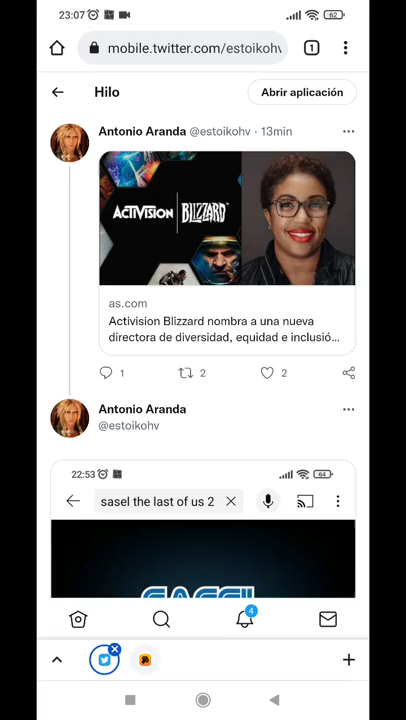 23:07
62
mobile.twitter.com/estoikohv
1
Hilo
Abrir aplicación
Antonio Aranda @estoikohv · 13min
ACTIVISION BLIZZARD
as.com
Activision Blizzard nombra a una nueva
directora de diversidad, equidad e inclusió...
1 2 2
Antonio Aranda
@estoikohv
22:53
64
sasel the last of us 2
4